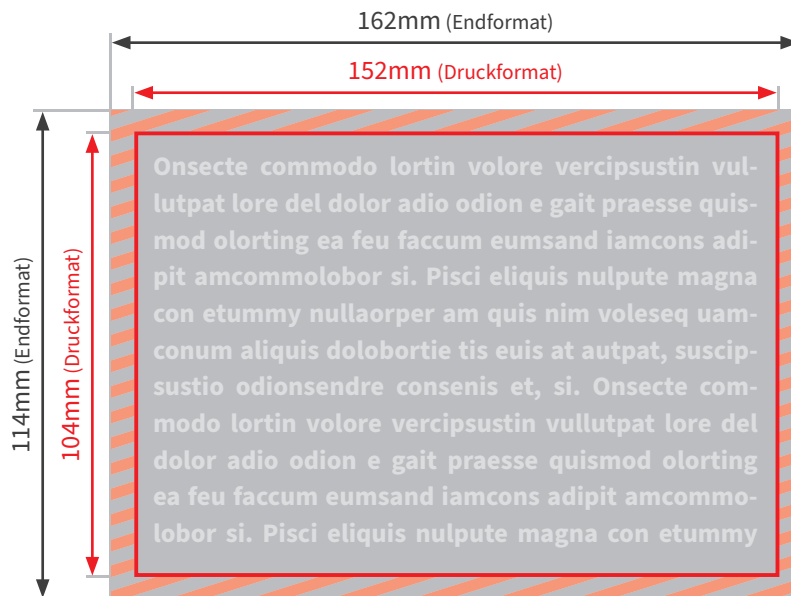 162mm (Endformat)
152mm (Druckformat)
114mm (Endformat)
104mm (Druckformat)
Onsecte commodo lortin volore vercipsustin vul-
lutpat lore del dolor adio odion e gait praesse quis-
mod olorting ea feu faccum eumsand iamcons adi-
pit amcommolobor si. Pisci eliquis nulpute magna
con etummy nullaorper am quis nim voleseq uam-
conum aliquis dolobortie tis euis at autpat, suscip-
sustio odionsendre consenis et, si. Onsecte com-
modo lortin volore vercipsustin vullutpat lore del
dolor adio odion e gait praesse quismod olorting
ea feu faccum eumsand iamcons adipit amcommo-
lobor si. Pisci eliquis nulpute magna con etummy